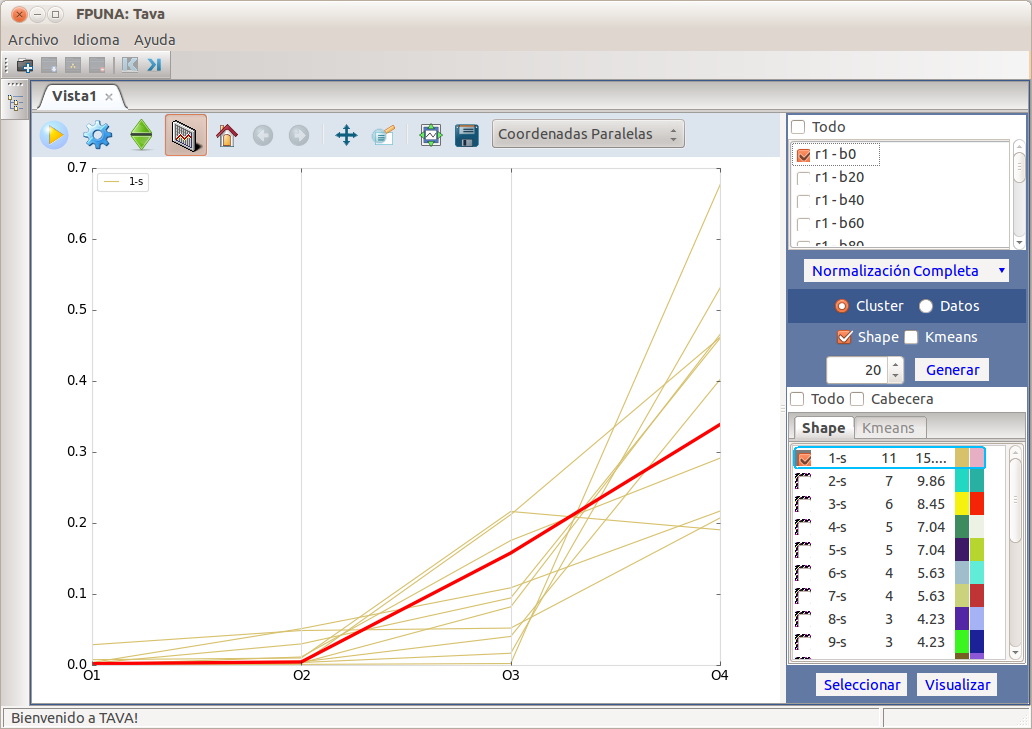 FPUNA: Tava
Archivo Idioma Ayuda
Vista1
Coordenadas Paralelas
0.7
0.6
0.5
0.4
0.3
0.2
0.1
0.0
1-s
O1 O2 O3 O4
Todo
r1 - b0
r1 - b20
r1 - b40
r1 - b60
r1 - b80
Normalización Completa
Cluster Datos
Shape Kmeans
20 Generar
Todo Cabecera
Shape Kmeans
1-s 11 15....
2-s 7 9.86
3-s 6 8.45
4-s 5 7.04
5-s 5 7.04
6-s 4 5.63
7-s 4 5.63
8-s 3 4.23
9-s 3 4.23
Seleccionar Visualizar
Bienvenido a TAVA!